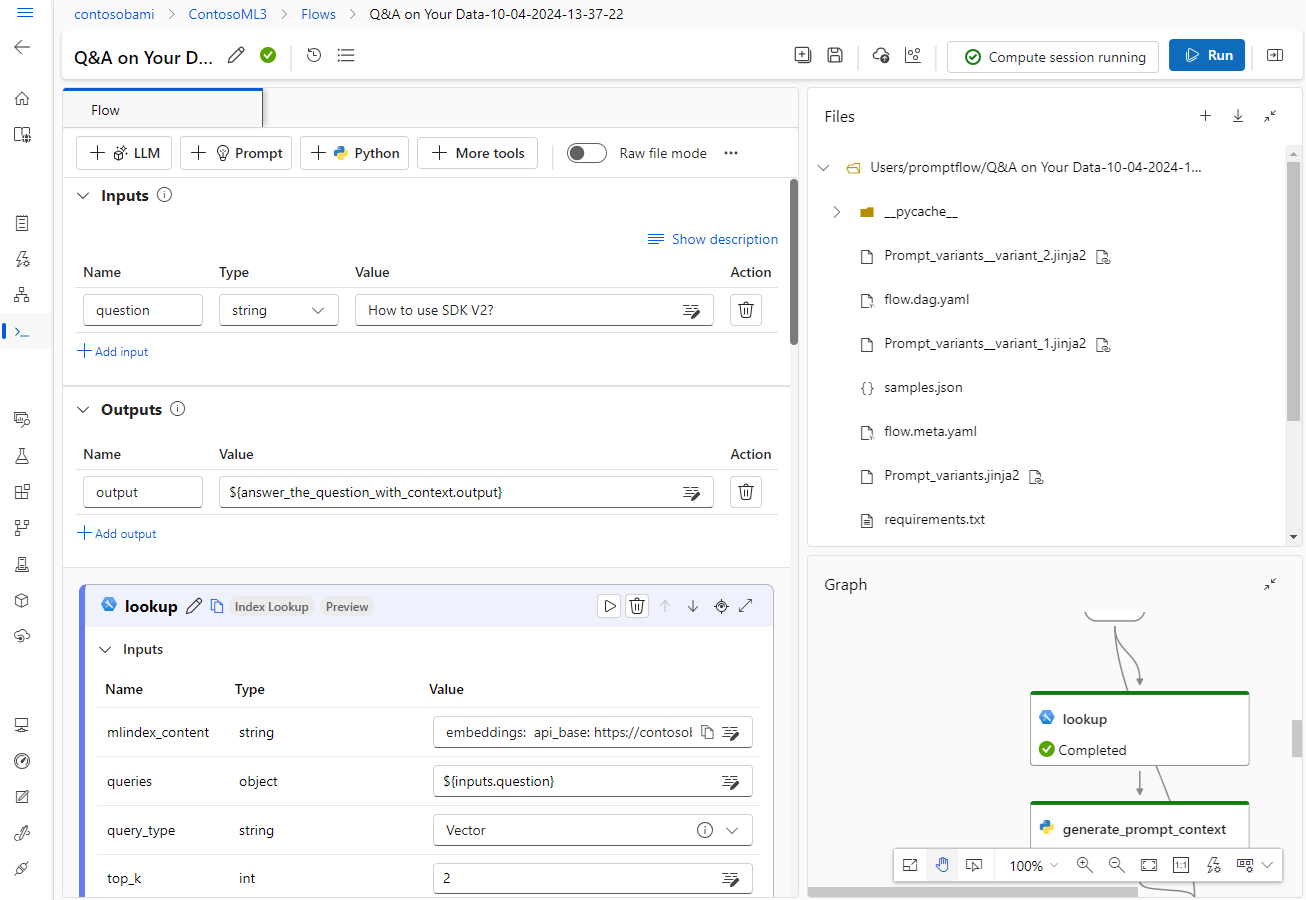 contosobami > ContosoML3 > Flows > Q&A on Your Data-10-04-2024-13-37-22
Q&A on Your D...
Compute session running
Run
Flow
LLM
Prompt
Python
More tools
Raw file mode
Inputs
Show description
Name Type Value Action
question string How to use SDK V2?
Add input
Outputs
Name Value Action
output ${answer_the_question_with_context.output}
Add output
lookup Index Lookup Preview
Inputs
Name Type Value
mlindex_content string embeddings: api_base: https://contosol
queries object ${inputs.question}
query_type string Vector
top_k int 2
Files
Users/promptflow/Q&A on Your Data-10-04-2024-1...
__pycache__
Prompt_variants__variant_2.jinja2
flow.dag.yaml
Prompt_variants__variant_1.jinja2
samples.json
flow.meta.yaml
Prompt_variants.jinja2
requirements.txt
Graph
lookup
Completed
generate_prompt_context
100%
1:1